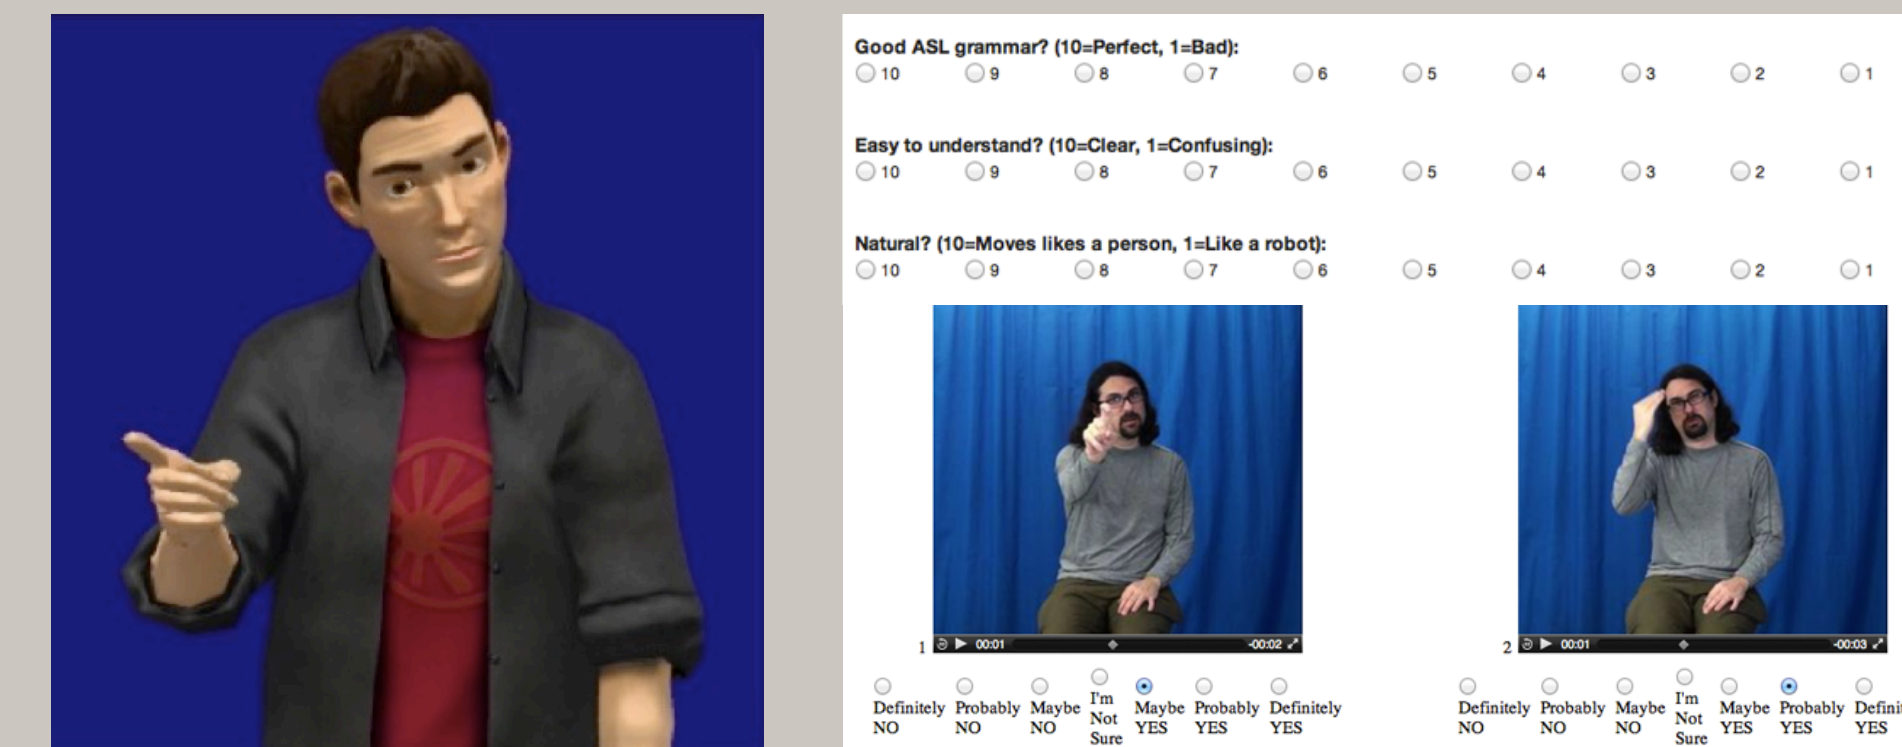 Good ASL grammar? (10=Perfect, 1=Bad):
10 9 8 7 6 5 4 3 2 1
Easy to understand? (10=Clear, 1=Confusing):
10 9 8 7 6 5 4 3 2 1
Natural? (10=Moves likes a person, 1=Like a robot):
10 9 8 7 6 5 4 3 2 1
1 00:01 -00:02
Definitely NO
Probably NO
Maybe NO
I'm Not Sure
Maybe YES
Probably YES
Definitely YES
2 00:01 -00:03
Definitely NO
Probably NO
Maybe NO
I'm Not Sure
Maybe YES
Probably YES
Definit YES